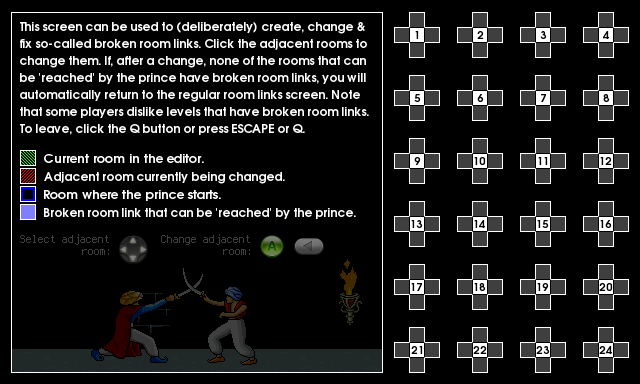 This screen can be used to (deliberately) create, change &
fix so-called broken room links. Click the adjacent rooms to
change them. If, after a change, none of the rooms that can
be 'reached' by the prince have broken room links, you will
automatically return to the regular room links screen. Note
that some players dislike levels that have broken room links.
To leave, click the Q button or press ESCAPE or Q.
Current room in the editor.
Adjacent room currently being changed.
Room where the prince starts.
Broken room link that can be 'reached' by the prince.
Select adjacent room:
Change adjacent room:
A
1 2 3 4
5 6 7 8
9 10 11 12
13 14 15 16
17 18 19 20
21 22 23 24